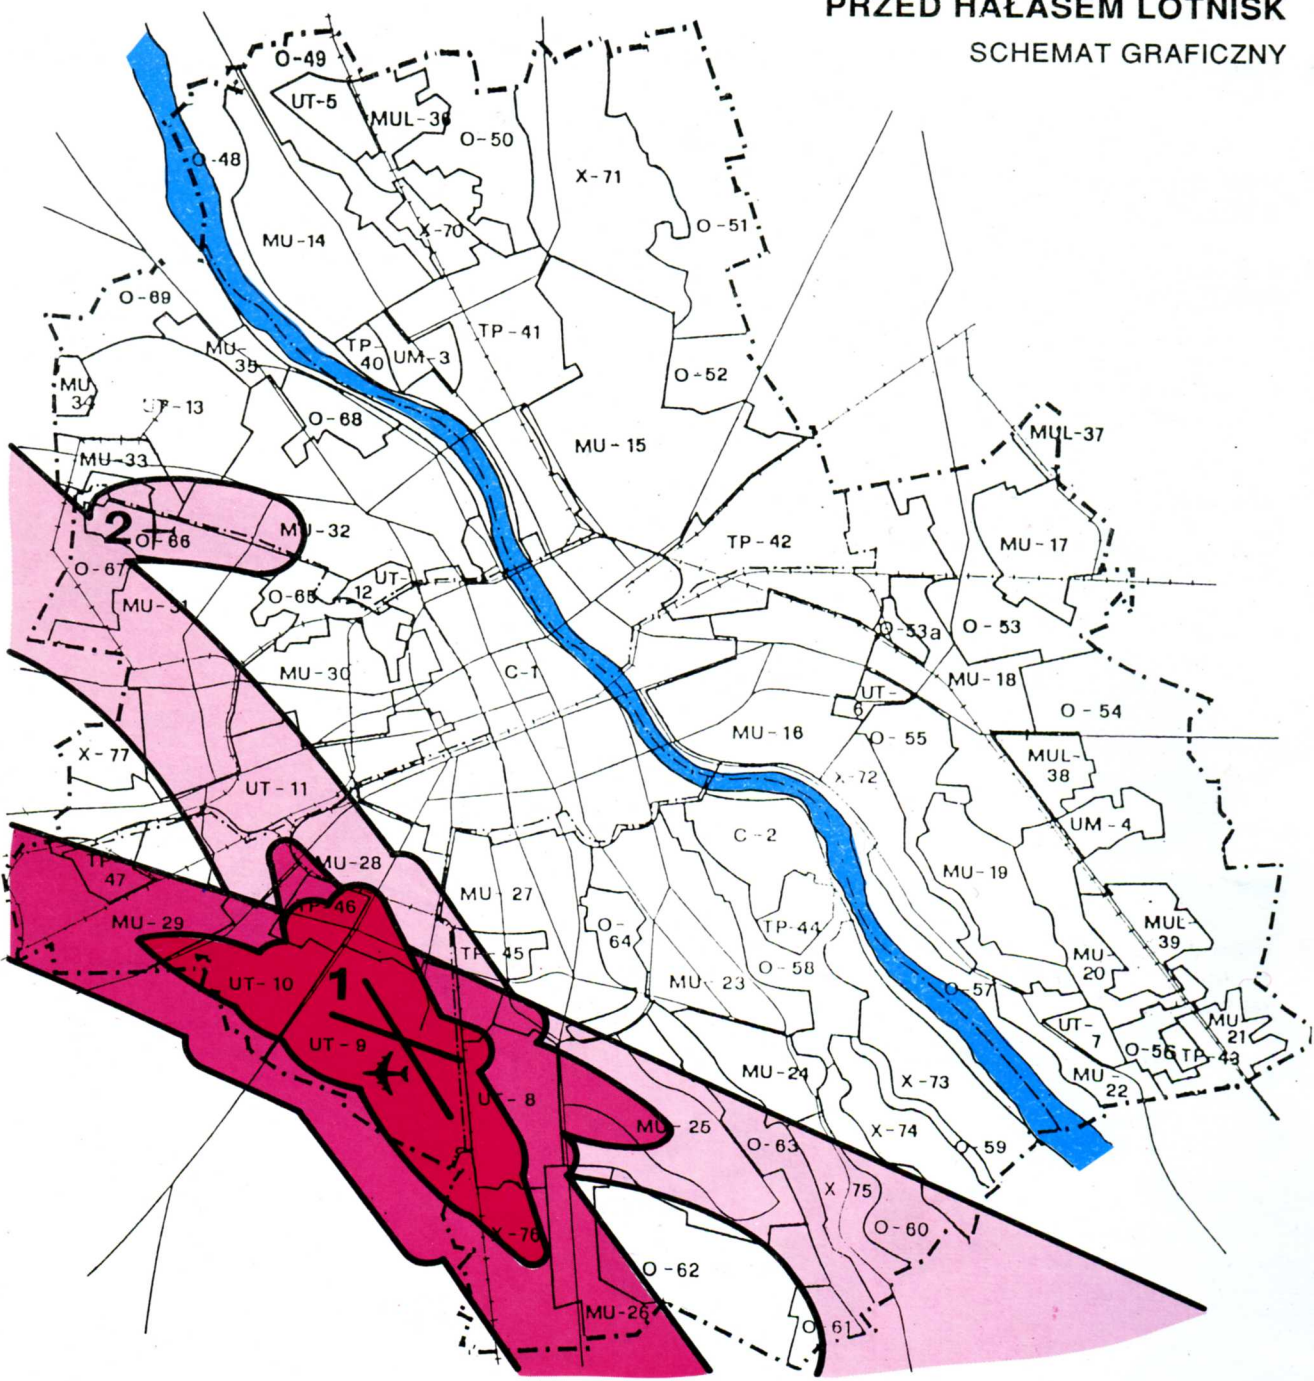 PRZED HAŁASEM LOTNISK
SCHEMAT GRAFICZNY
O-49
UT-5
MUL-36
O-50
O-48
X-71
O-51
X-70
MU-14
O-69
TP-41
MU-
35
TP-
40
UM-3
O-52
MU
34
UT-13
O-68
MUL-37
MU-15
MU-33
2
MU-32
O-66
TP-42
MU-17
O-67
UT-
12
O-65
MU-31
O-53a
O-53
MU-30
C-1
MU-18
UT-
6
O-54
MU-16
O-55
X-77
MUL-
38
X-72
UT-11
UM-4
C-2
MU-28
TP
47
MU-19
MU-27
TP-46
MU-29
O-
64
TP-44
MUL-
39
TP-45
MU-
20
O-58
UT-10
1
MU-23
O-57
MU
21
UT-
7
UT-9
O-56
TP-43
MU-24
X-73
MU-
22
UT-8
MU-25
X-74
O-63
O-59
X-75
O-60
X-76
O-62
MU-26
O-61